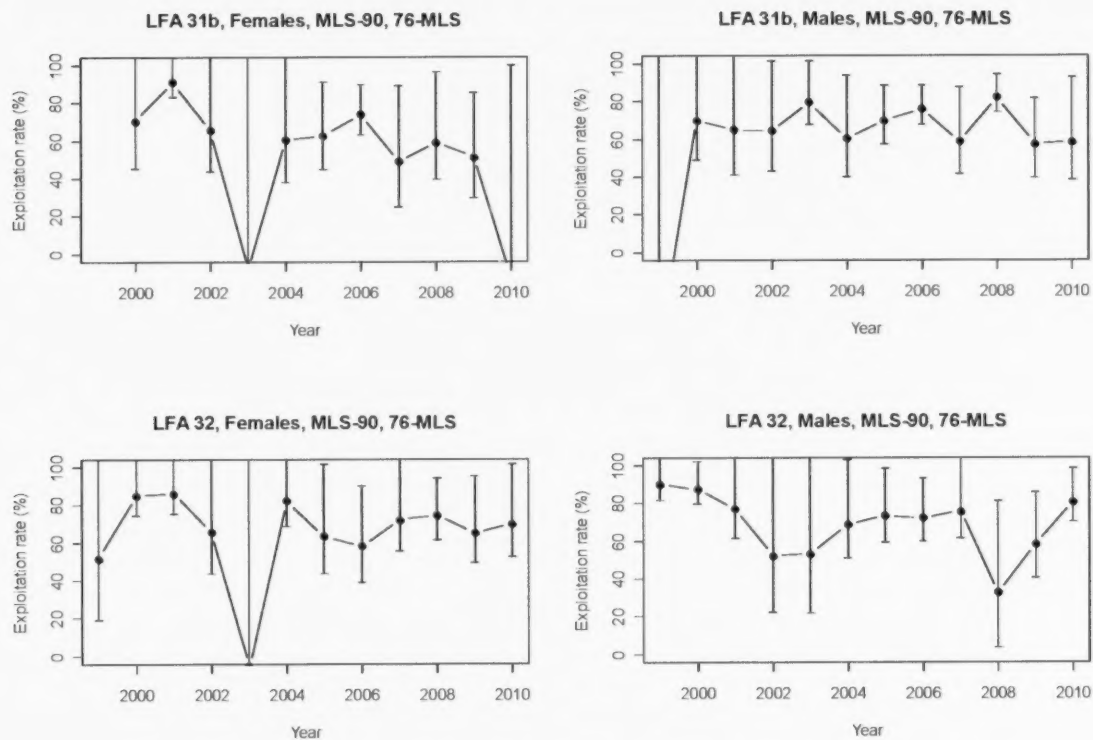 LFA 31b, Females, MLS-90, 76-MLS
Exploitation rate (%)
100
80
60
40
20
0
2000 2002 2004 2006 2008 2010
Year
LFA 31b, Males, MLS-90, 76-MLS
Exploitation rate (%)
100
80
60
40
20
0
2000 2002 2004 2006 2008 2010
Year
LFA 32, Females, MLS-90, 76-MLS
Exploitation rate (%)
100
80
60
40
20
0
2000 2002 2004 2006 2008 2010
Year
LFA 32, Males, MLS-90, 76-MLS
Exploitation rate (%)
100
80
60
40
20
0
2000 2002 2004 2006 2008 2010
Year